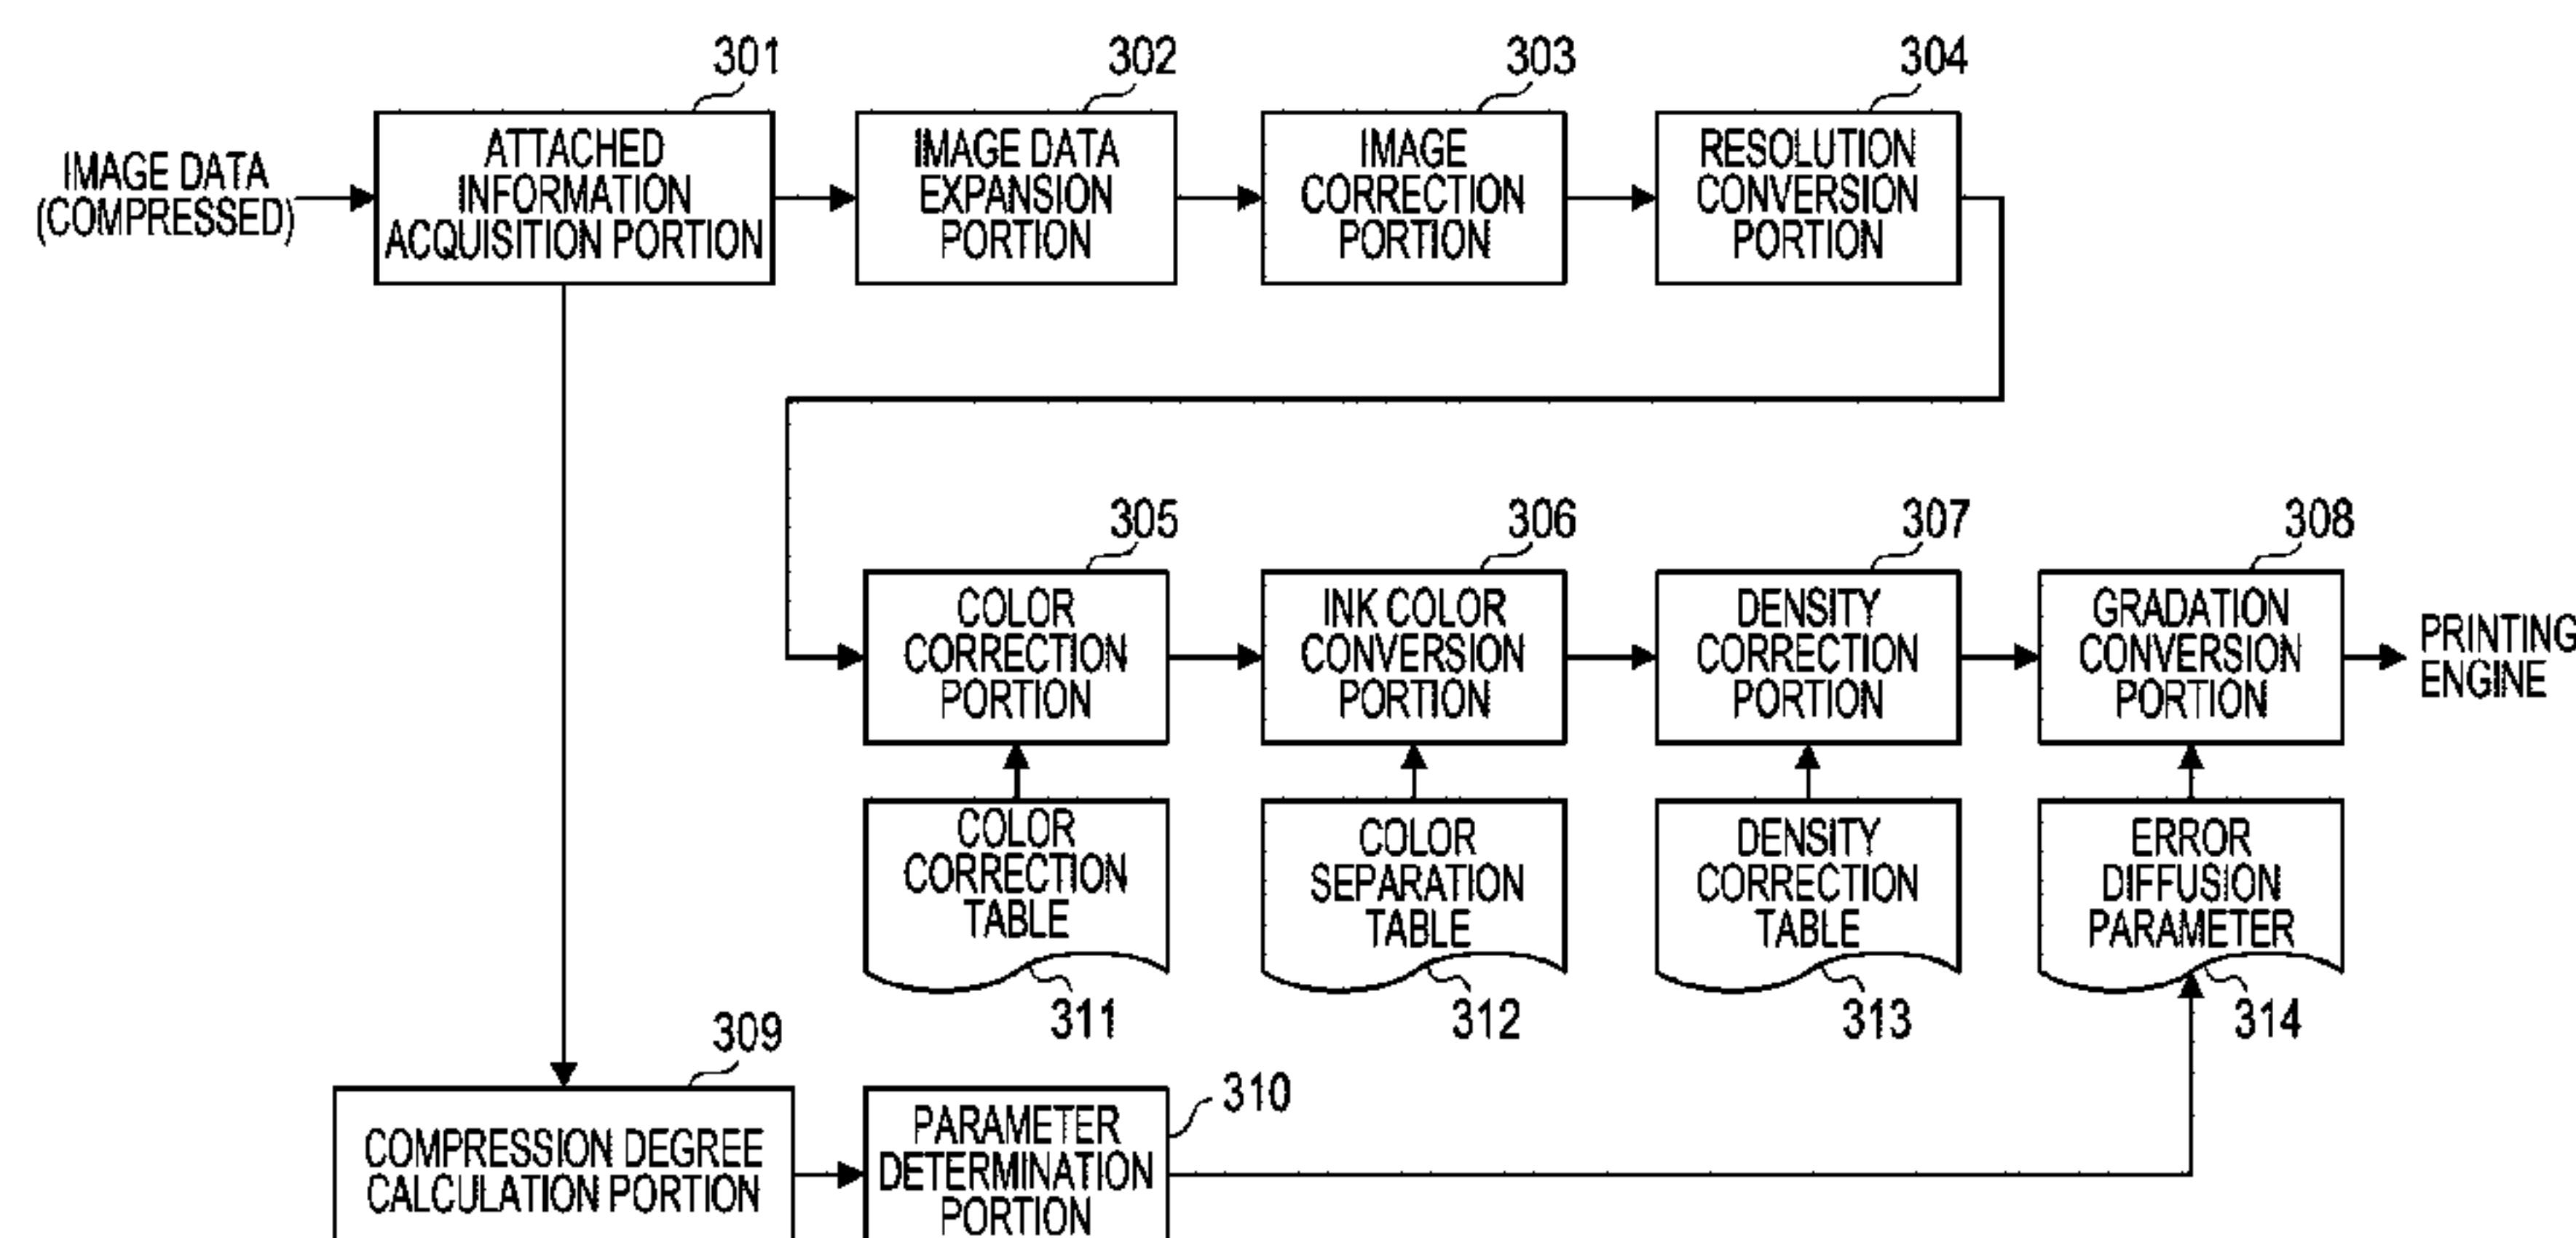 301
302
303
304
IMAGE DATA
(COMPRESSED)
ATTACHED
INFORMATION
ACQUISITION PORTION
IMAGE DATA
EXPANSION
PORTION
IMAGE
CORRECTION
PORTION
RESOLUTION
CONVERSION
PORTION
305
306
307
308
COLOR
CORRECTION
PORTION
INK COLOR
CONVERSION
PORTION
DENSITY
CORRECTION
PORTION
GRADATION
CONVERSION
PORTION
PRINTING
ENGINE
COLOR
CORRECTION
TABLE
COLOR
SEPARATION
TABLE
DENSITY
CORRECTION
TABLE
ERROR
DIFFUSION
PARAMETER
311
312
313
314
309
COMPRESSION DEGREE
CALCULATION PORTION
310
PARAMETER
DETERMINATION
PORTION